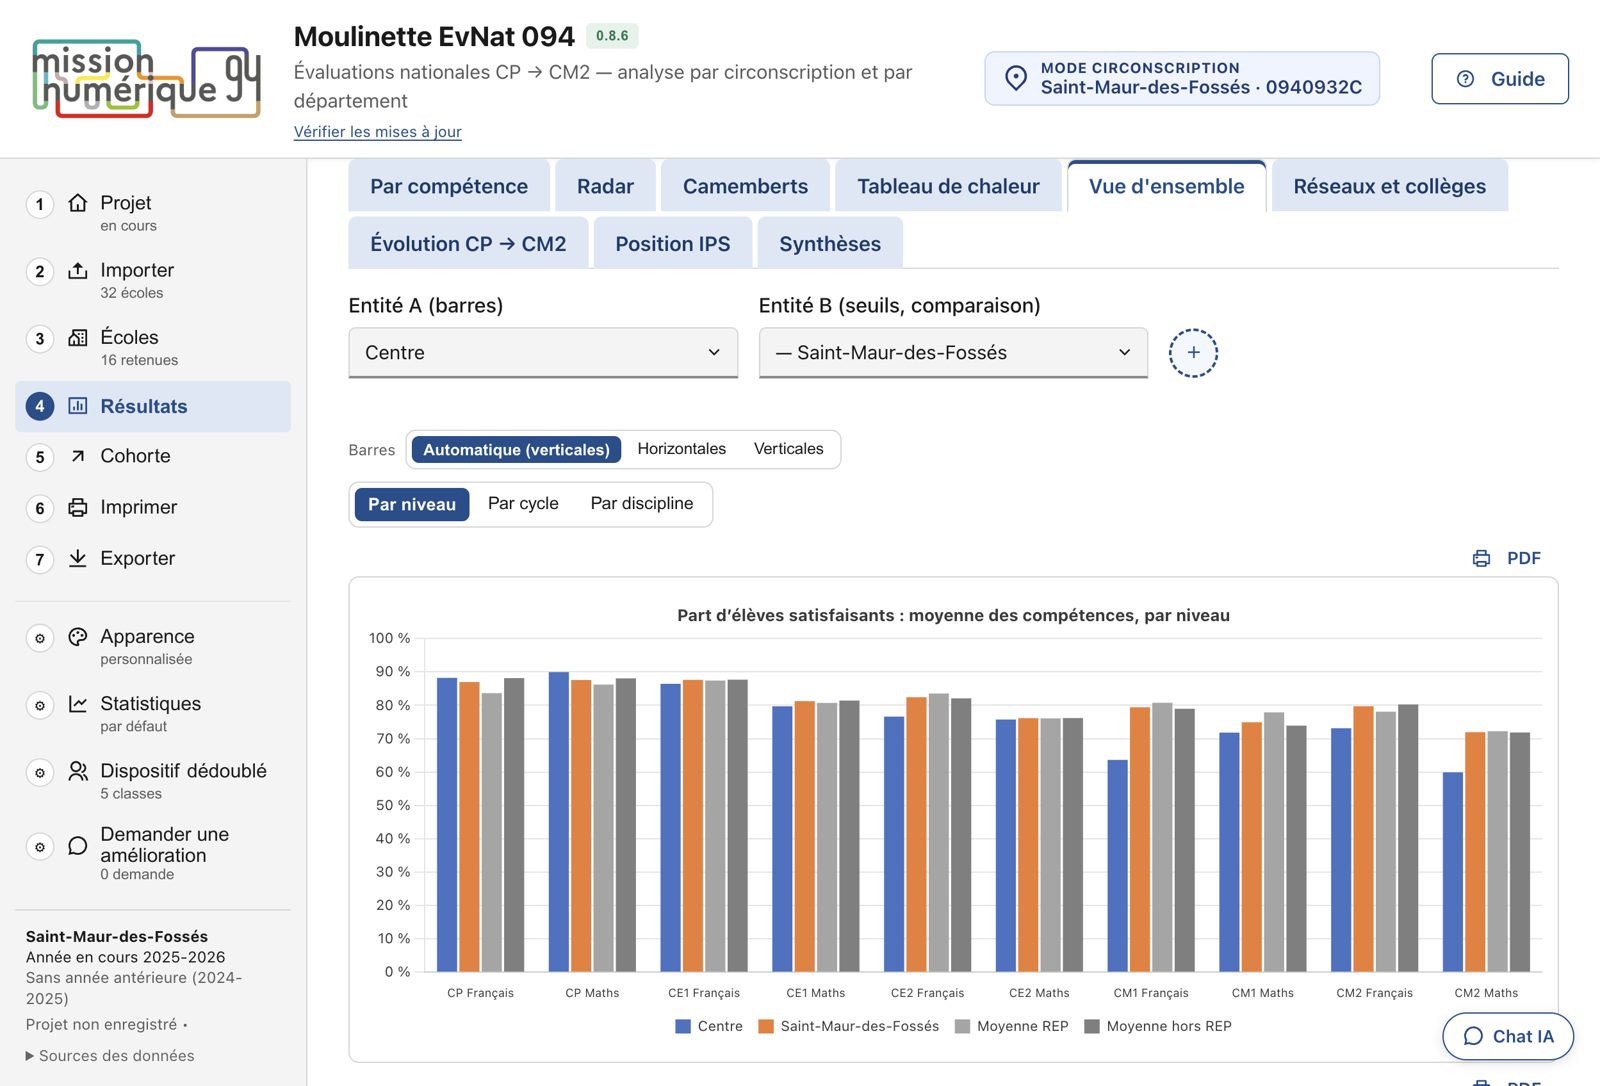 mission
numérique 94
Moulinette EvNat 094 0.8.6
Évaluations nationales CP → CM2 — analyse par circonscription et par
département
Vérifier les mises à jour
MODE CIRCONSCRIPTION
Saint-Maur-des-Fossés · 0940932C
Guide
1 Projet
en cours
2 Importer
32 écoles
3 Écoles
16 retenues
4 Résultats
5 Cohorte
6 Imprimer
7 Exporter
Apparence
personnalisée
Statistiques
par défaut
Dispositif dédoublé
5 classes
Demander une
amélioration
0 demande
Saint-Maur-des-Fossés
Année en cours 2025-2026
Sans année antérieure (2024-
2025)
Projet non enregistré •
Sources des données
Par compétence Radar Camemberts Tableau de chaleur Vue d'ensemble Réseaux et collèges
Évolution CP → CM2 Position IPS Synthèses
Entité A (barres) Entité B (seuils, comparaison)
Centre — Saint-Maur-des-Fossés +
Barres Automatique (verticales) Horizontales Verticales
Par niveau Par cycle Par discipline
PDF
Part d’élèves satisfaisants : moyenne des compétences, par niveau
100 %
90 %
80 %
70 %
60 %
50 %
40 %
30 %
20 %
10 %
0 %
CP Français CP Maths CE1 Français CE1 Maths CE2 Français CE2 Maths CM1 Français CM1 Maths CM2 Français CM2 Maths
Centre Saint-Maur-des-Fossés Moyenne REP Moyenne hors REP
Chat IA
PDF